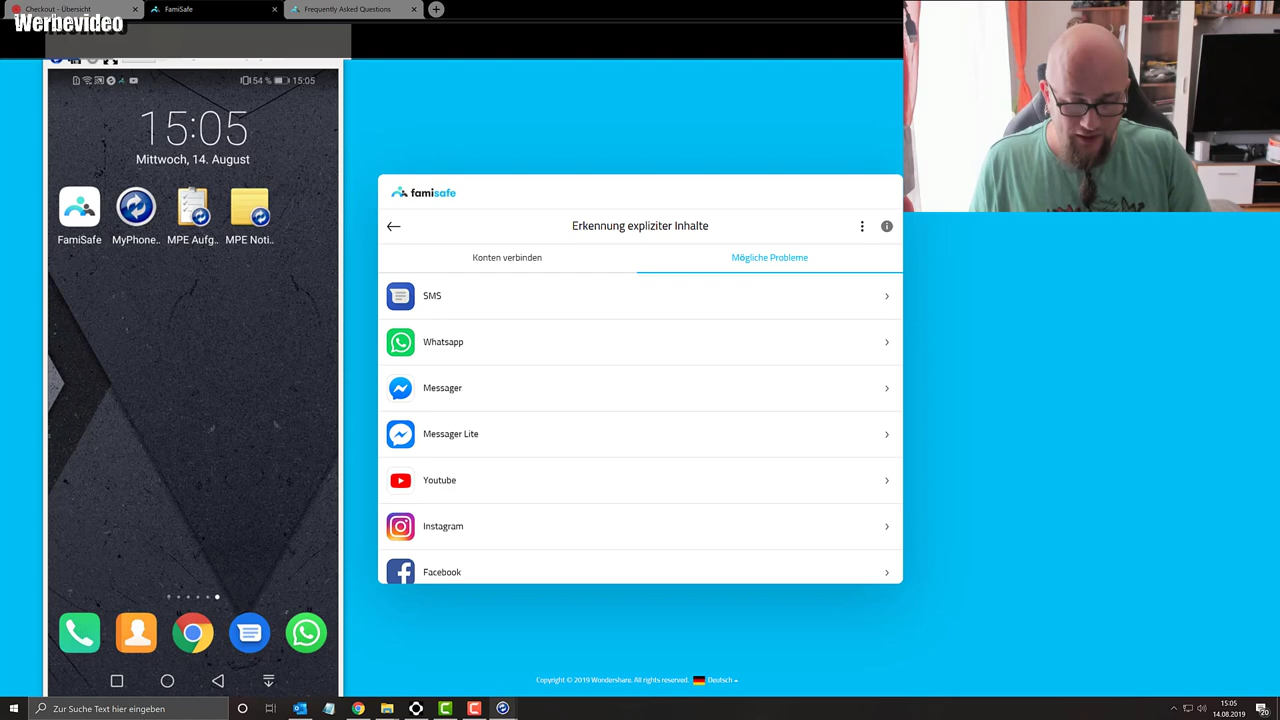 Checkout - Übersicht
FamiSafe
Frequently Asked Questions
Werbevideo
54 %
15:05
15:05
Mittwoch, 14. August
FamiSafe
MyPhone..
MPE Aufg..
MPE Noti..
famisafe
Erkennung expliziter Inhalte
Konten verbinden
Mögliche Probleme
SMS
Whatsapp
Messager
Messager Lite
Youtube
Instagram
Facebook
Copyright © 2019 Wondershare. All rights reserved.
Deutsch
Zur Suche Text hier eingeben
15:05
14.08.2019
20